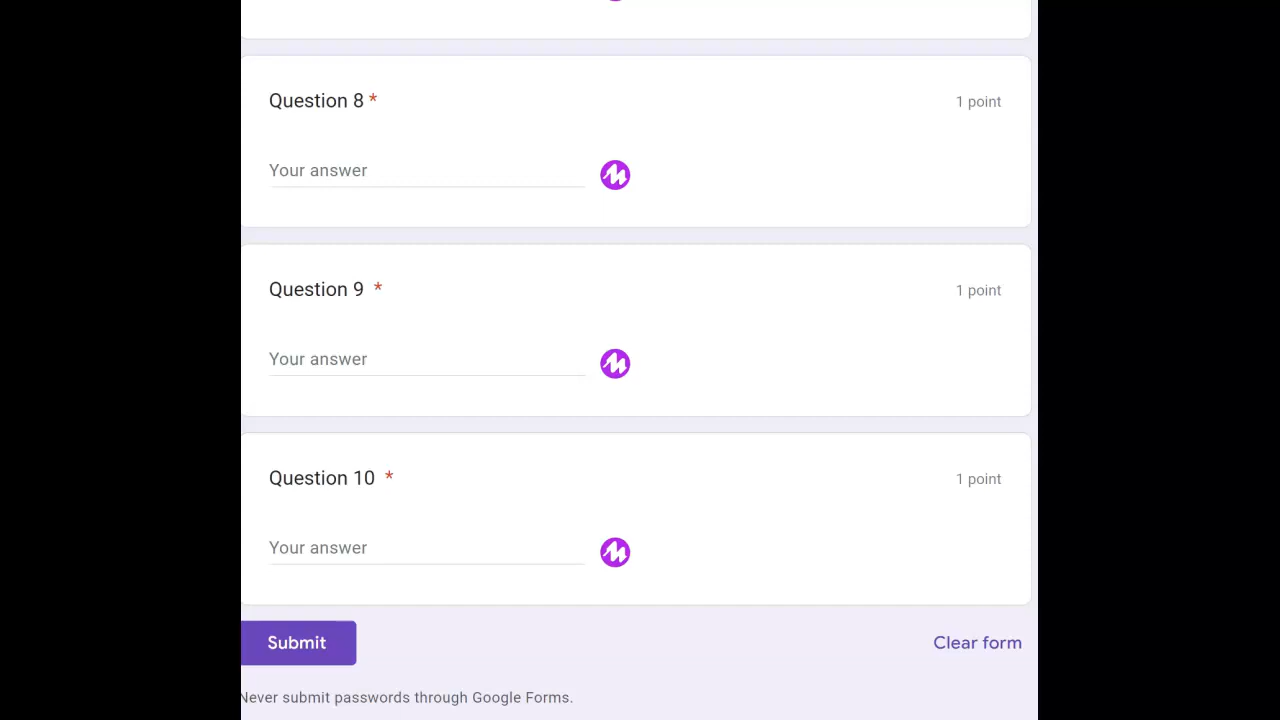 Question 8 *
1 point
Your answer
Question 9 *
1 point
Your answer
Question 10 *
1 point
Your answer
Submit
Clear form
Never submit passwords through Google Forms.